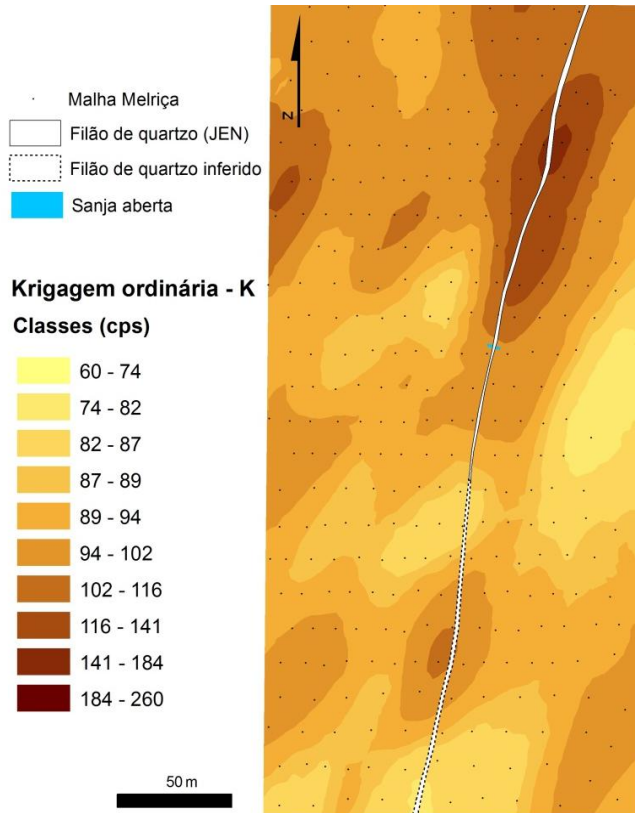 N
Malha Melriça
Filão de quartzo (JEN)
Filão de quartzo inferido
Sanja aberta
Krigagem ordinária - K
Classes (cps)
60 - 74
74 - 82
82 - 87
87 - 89
89 - 94
94 - 102
102 - 116
116 - 141
141 - 184
184 - 260
50 m